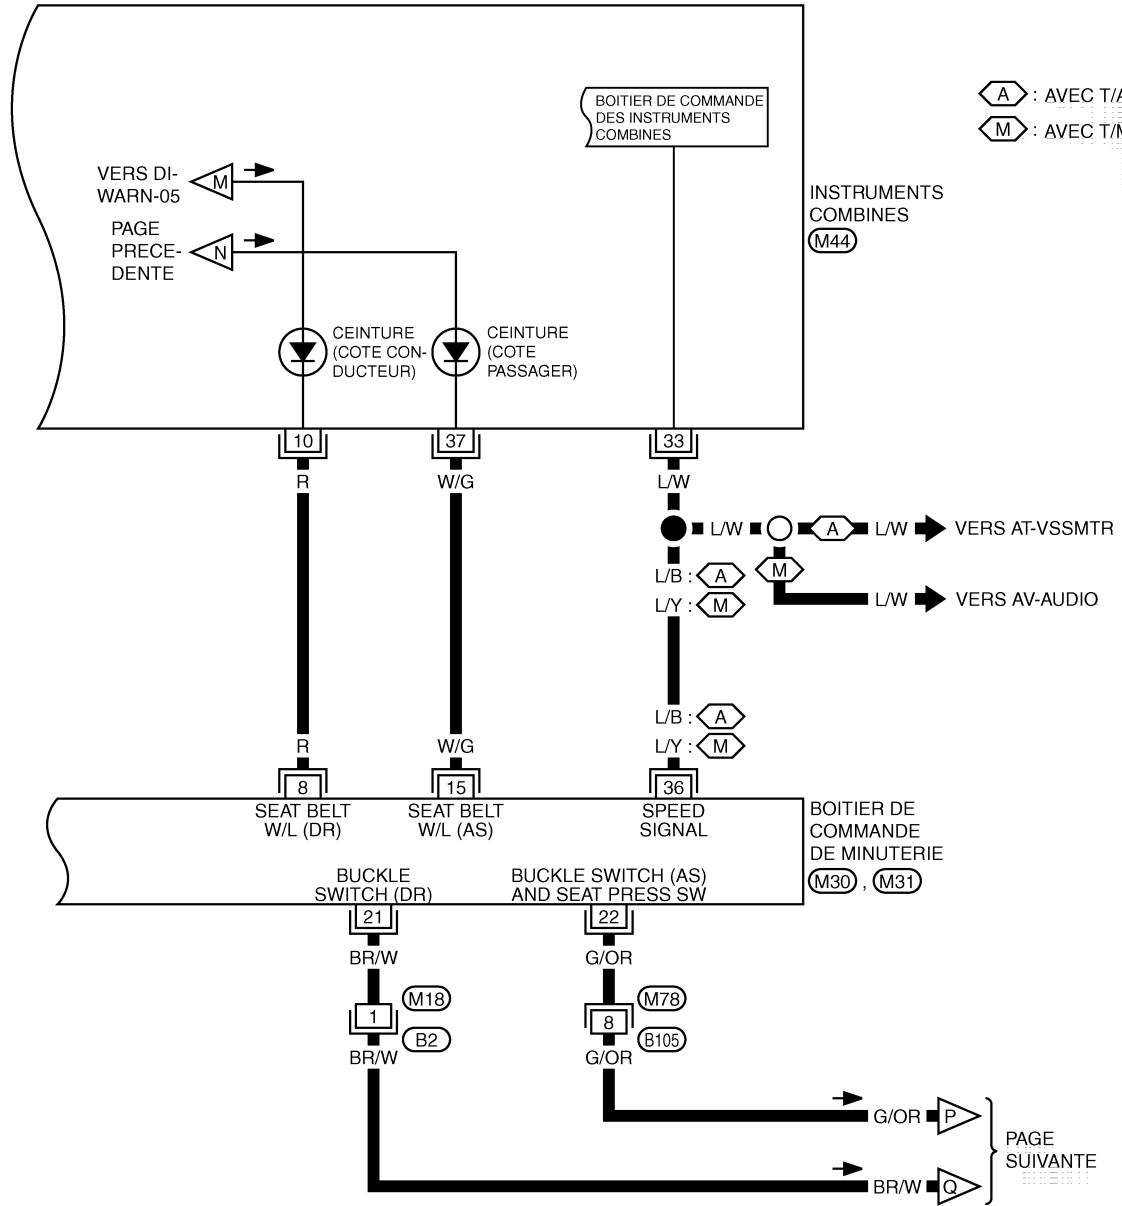 BOITIER DE COMMANDE
DES INSTRUMENTS
COMBINES
A : AVEC T/A
M : AVEC T/M
VERS DI-
WARN-05
M
PAGE
PRECE-
DENTE
N
INSTRUMENTS
COMBINES
M44
CEINTURE
(COTE CON-
DUCTEUR)
CEINTURE
(COTE
PASSAGER)
10
37
33
R
W/G
L/W
L/W
A
L/W
VERS AT-VSSMTR
L/B : A
M
L/Y : M
L/W
VERS AV-AUDIO
L/B : A
R
W/G
L/Y : M
8
15
36
SEAT BELT
W/L (DR)
SEAT BELT
W/L (AS)
SPEED
SIGNAL
BOITIER DE
COMMANDE
DE MINUTERIE
M30 , M31
BUCKLE
SWITCH (DR)
BUCKLE SWITCH (AS)
AND SEAT PRESS SW
21
22
BR/W
G/OR
M18
M78
1
8
B2
B105
BR/W
G/OR
G/OR
P
PAGE
SUIVANTE
BR/W
Q